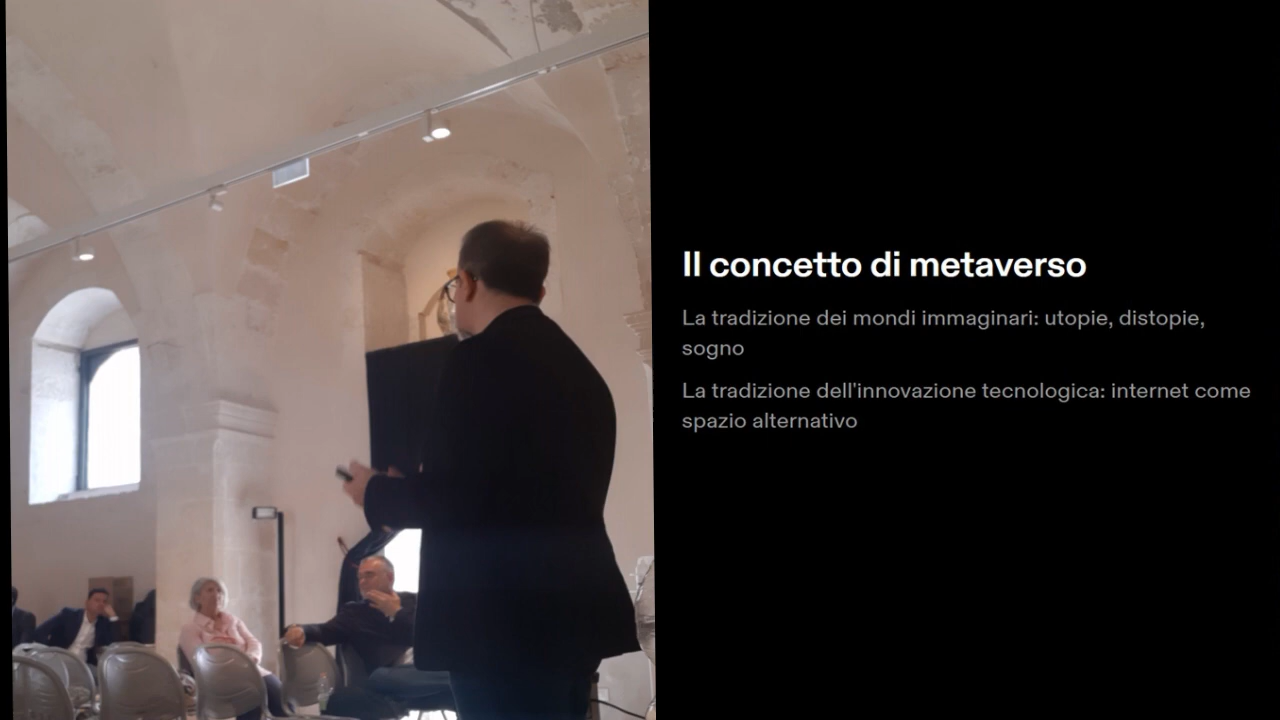 Il concetto di metaverso
La tradizione dei mondi immaginari: utopie, distopie,
sogno
La tradizione dell'innovazione tecnologica: internet come
spazio alternativo